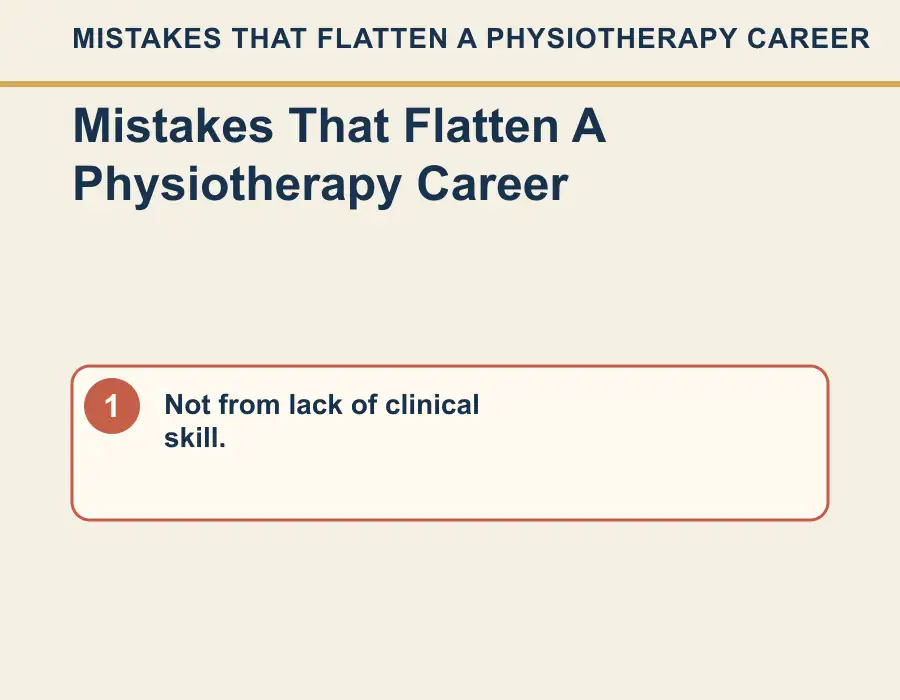 MISTAKES THAT FLATTEN A PHYSIOTHERAPY CAREER
Mistakes That Flatten A
Physiotherapy Career
1
Not from lack of clinical
skill.